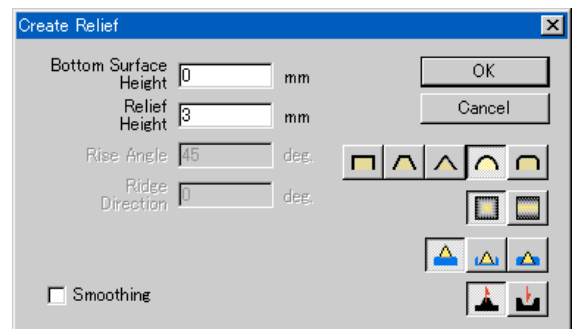 Create Relief
Bottom Surface
Height 0 mm
OK
Relief
Height 3 mm
Cancel
Rise Angle 45 deg.
Ridge
Direction 0 deg.
Smoothing